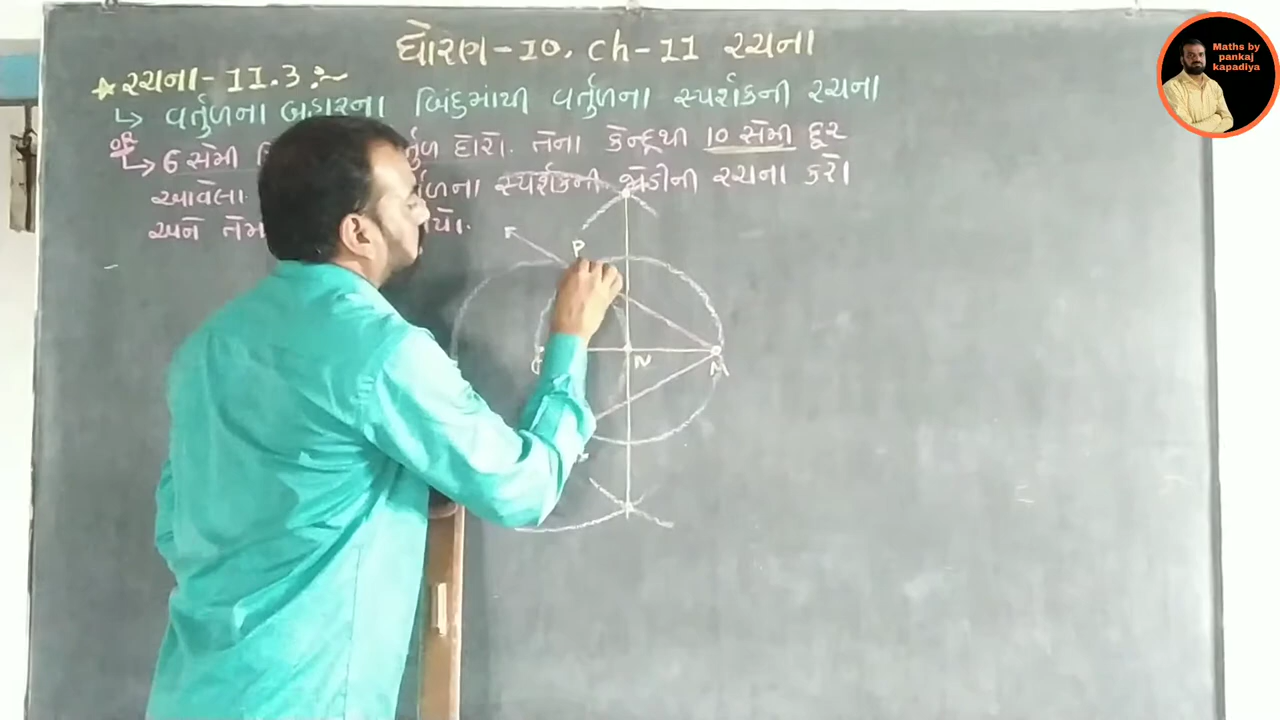 ધોરણ-10, ch-11 રચના
★ રચના-11.3:~
↳ વર્તુળના બહારના બિંદુમાંથી વર્તુળના સ્પર્શકની રચના
OR
↳ 6 સેમી દોરો. તેના કેન્દ્રથી 10 સેમી દૂર
આવેલા સ્પર્શકની જોડીની રચના કરો
અને
P
N
M
Maths by
pankaj
kapadiya